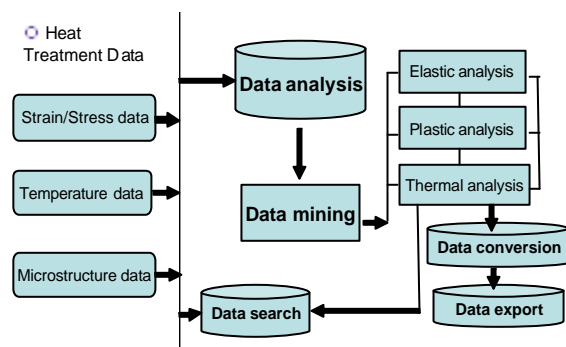 Heat
Treatment Data
Strain/Stress data
Temperature data
Microstructure data
Data analysis
Data mining
Data search
Elastic analysis
Plastic analysis
Thermal analysis
Data conversion
Data export